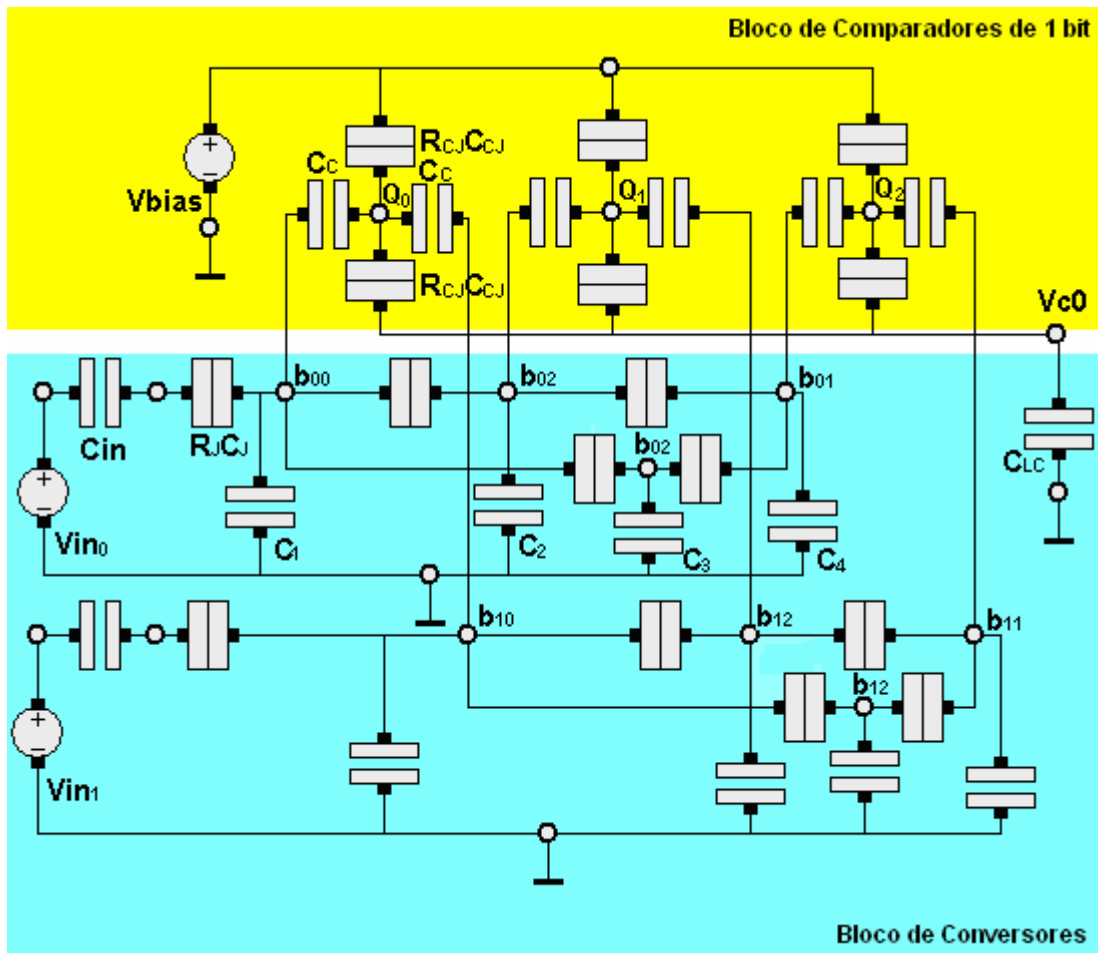 Bloco de Comparadores de 1 bit
RCJCCJ
CC
CC
Vbias
Q0
Q1
Q2
RCJCCJ
Vc0
b00
b02
b01
Cin
RJCJ
b02
CLC
Vin0
C1
C2
C3
C4
b10
b12
b11
b12
Vin1
Bloco de Conversores